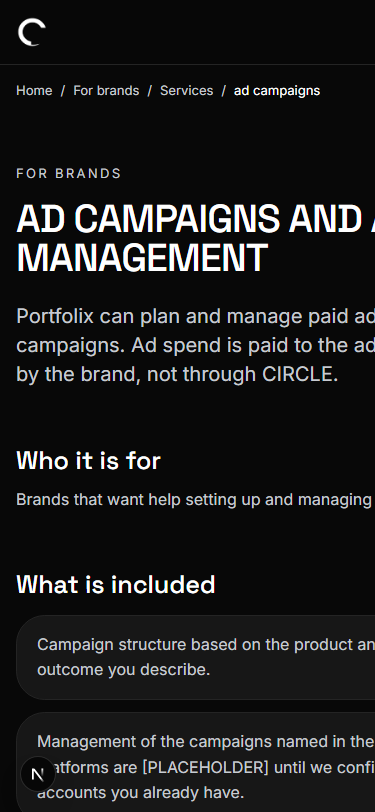 Home / For brands / Services / ad campaigns
FOR BRANDS
AD CAMPAIGNS AND
MANAGEMENT
Portfolix can plan and manage paid ad
campaigns. Ad spend is paid to the ad
by the brand, not through CIRCLE.
Who it is for
Brands that want help setting up and managing
What is included
Campaign structure based on the product an
outcome you describe.
Management of the campaigns named in the
platforms are [PLACEHOLDER] until we confi
accounts you already have.